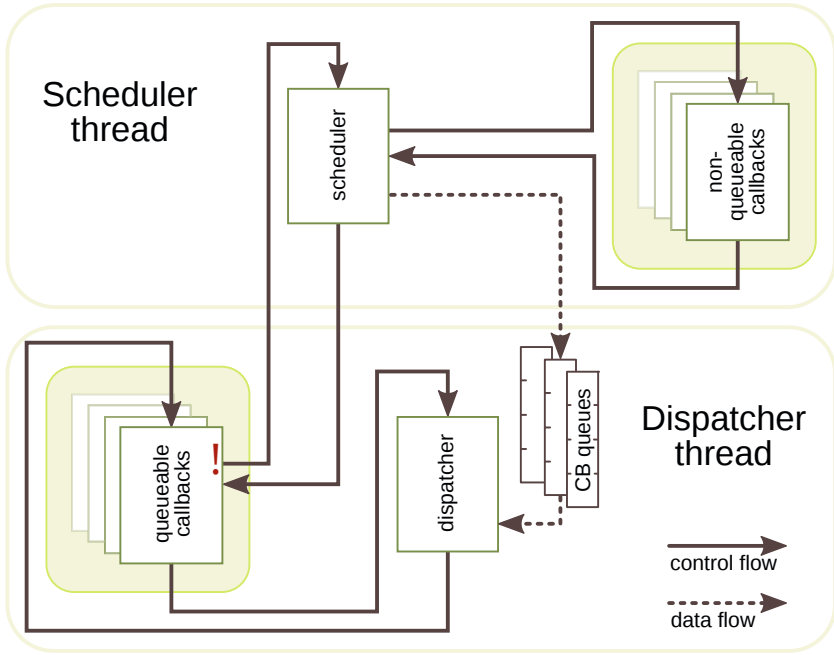 Scheduler
thread
scheduler
non-
queueable
callbacks
queueable
callbacks
!
dispatcher
CB queues
Dispatcher
thread
control flow
data flow